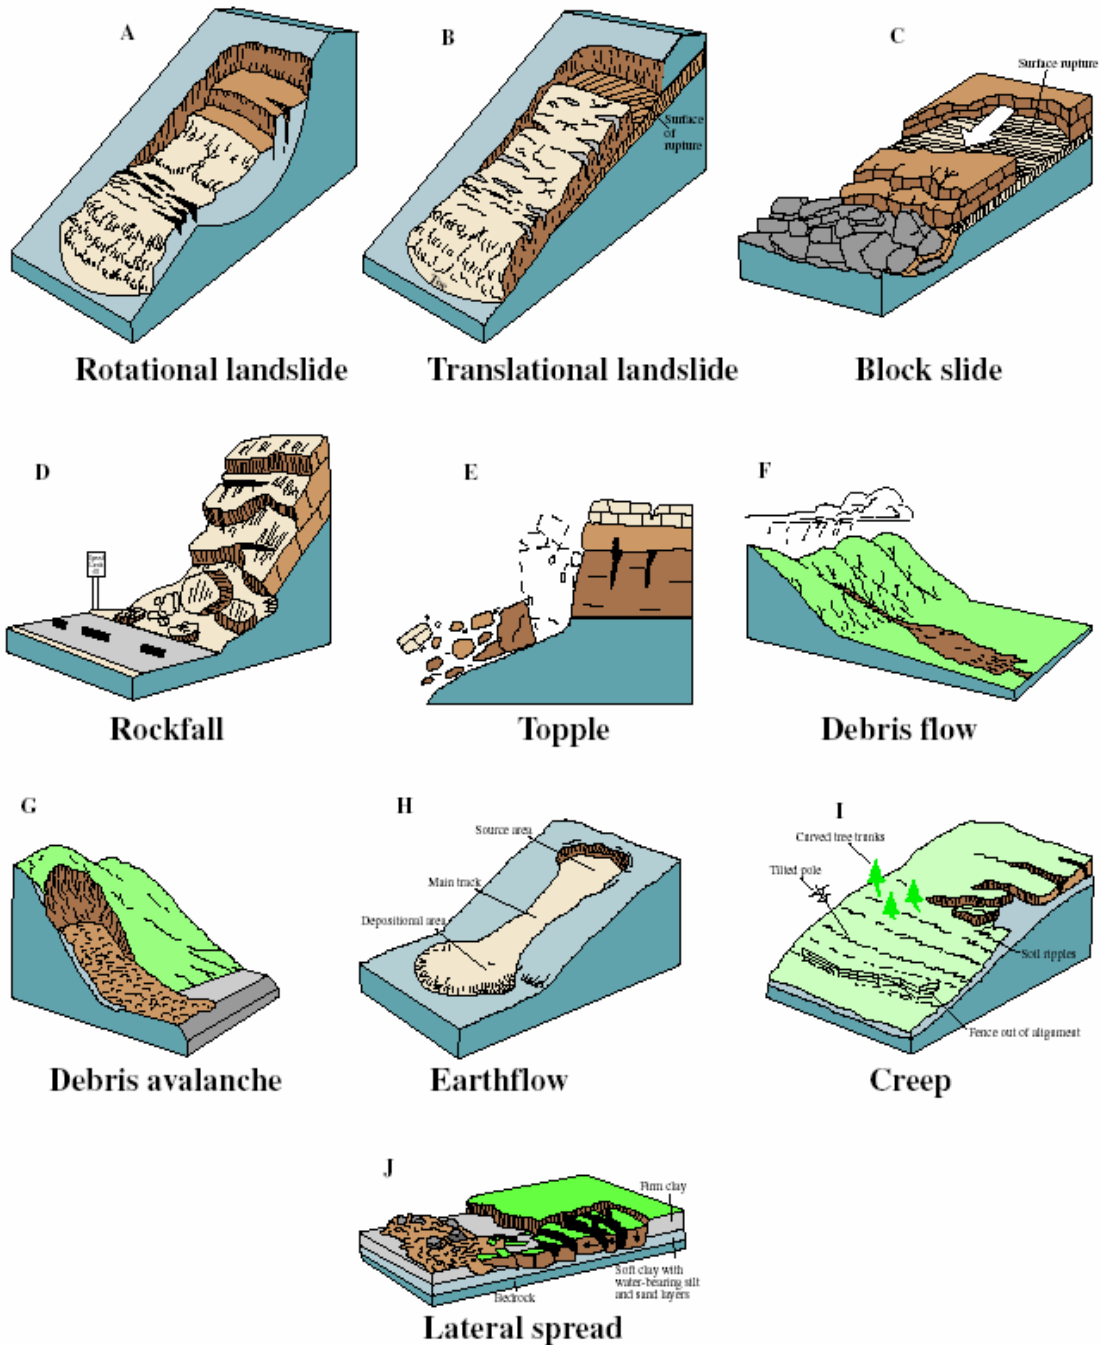 A
B
C
Surface rupture
Surface
of
rupture
Toe
Rotational landslide
Translational landslide
Block slide
D
E
F
Rockfall
Topple
Debris flow
G
H
I
Source area
Main track
Depositional area
Curved tree trunks
Tilted pole
Soil ripples
Fence out of alignment
Debris avalanche
Earthflow
Creep
J
Firm clay
Soft clay with
water-bearing silt
and sand layers
Bedrock
Lateral spread